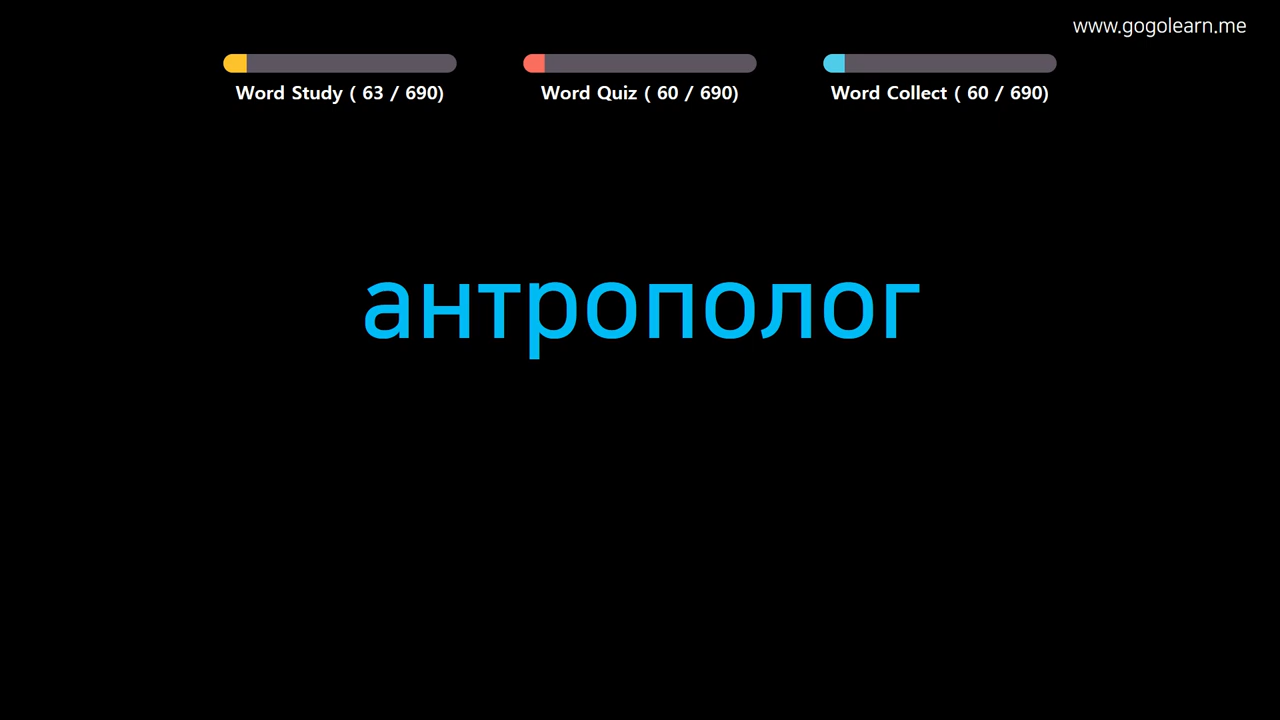 www.gogolearn.me
Word Study ( 63 / 690)
Word Quiz ( 60 / 690)
Word Collect ( 60 / 690)
антрополог